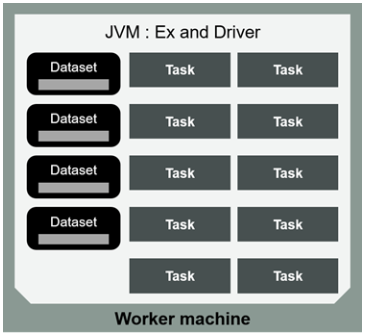 JVM : Ex and Driver
Dataset Task Task
Dataset Task Task
Dataset Task Task
Dataset Task Task
Task Task
Worker machine